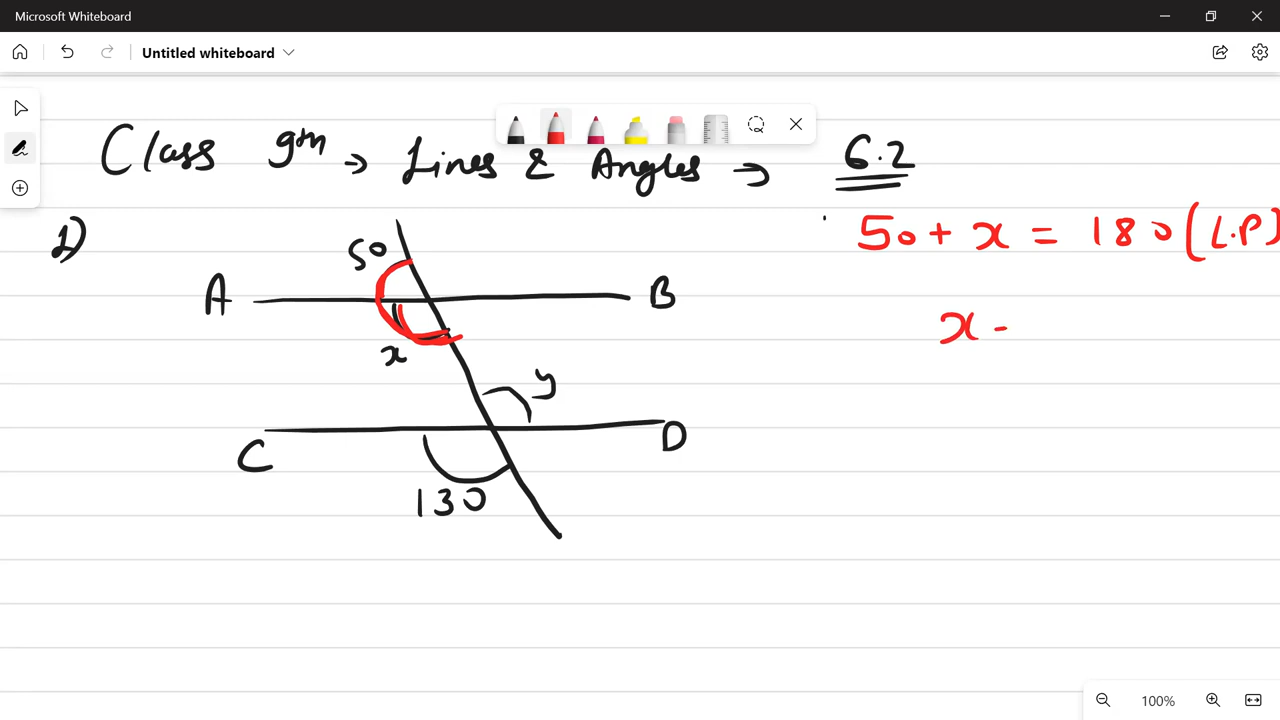 Microsoft Whiteboard
Untitled whiteboard
Class 9th → Lines & Angles → 6.2
1)
50 + x = 180 (L.P)
50
A
B
x -
x
y
C
D
130
100%